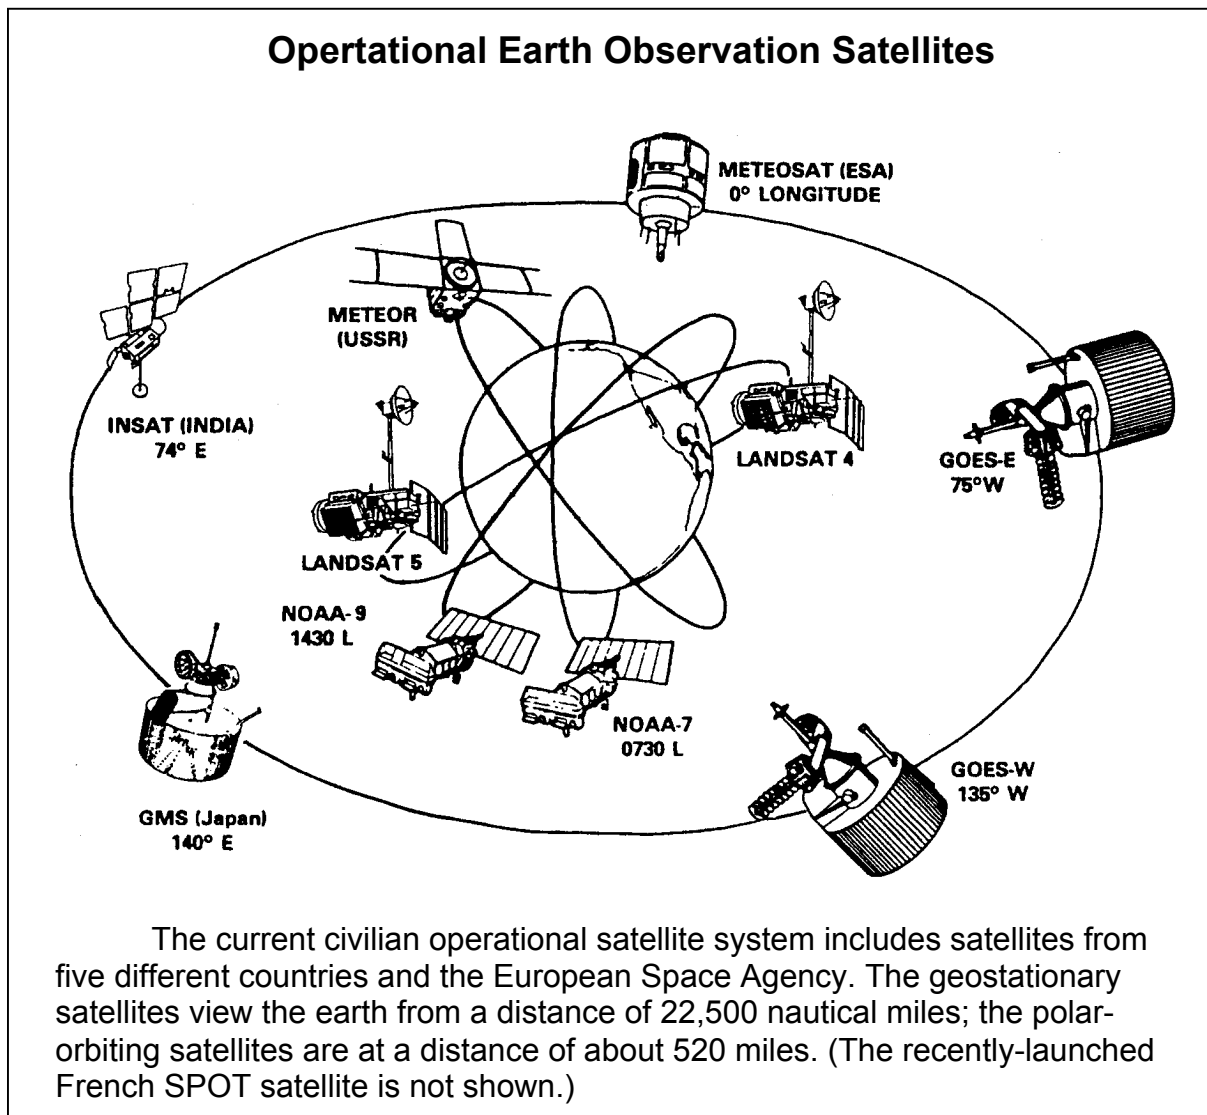 Opertational Earth Observation Satellites
METEOSAT (ESA)
0° LONGITUDE
METEOR
(USSR)
INSAT (INDIA)
74° E
LANDSAT 4
GOES-E
75°W
LANDSAT 5
NOAA-9
1430 L
NOAA-7
0730 L
GOES-W
135° W
GMS (Japan)
140° E
The current civilian operational satellite system includes satellites from
five different countries and the European Space Agency. The geostationary
satellites view the earth from a distance of 22,500 nautical miles; the polar-
orbiting satellites are at a distance of about 520 miles. (The recently-launched
French SPOT satellite is not shown.)